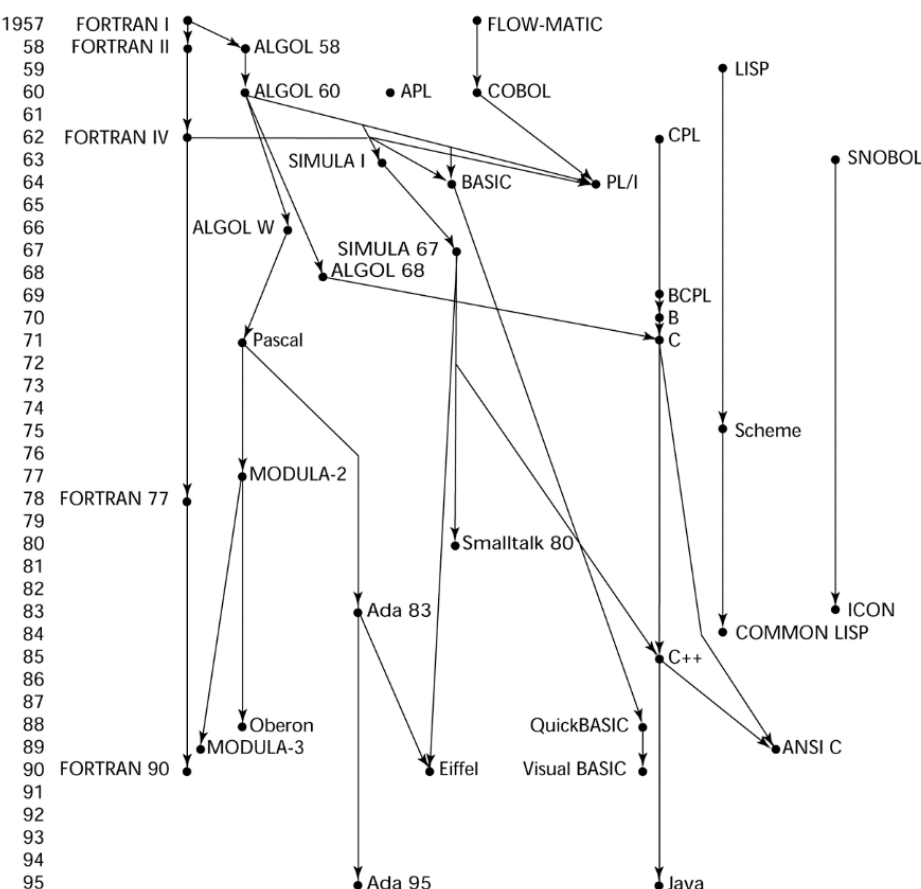 1957 FORTRAN I FLOW-MATIC
58 FORTRAN II ALGOL 58
59 LISP
60 ALGOL 60 APL COBOL
61
62 FORTRAN IV CPL
63 SIMULA I SNOBOL
64 BASIC PL/I
65
66 ALGOL W
67 SIMULA 67
68 ALGOL 68
69 BCPL
70 B
71 Pascal C
72
73
74
75 Scheme
76
77 MODULA-2
78 FORTRAN 77
79
80 Smalltalk 80
81
82
83 Ada 83 ICON
84 COMMON LISP
85 C++
86
87
88 Oberon QuickBASIC
89 MODULA-3 ANSI C
90 FORTRAN 90 Eiffel Visual BASIC
91
92
93
94
95 Ada 95 Java